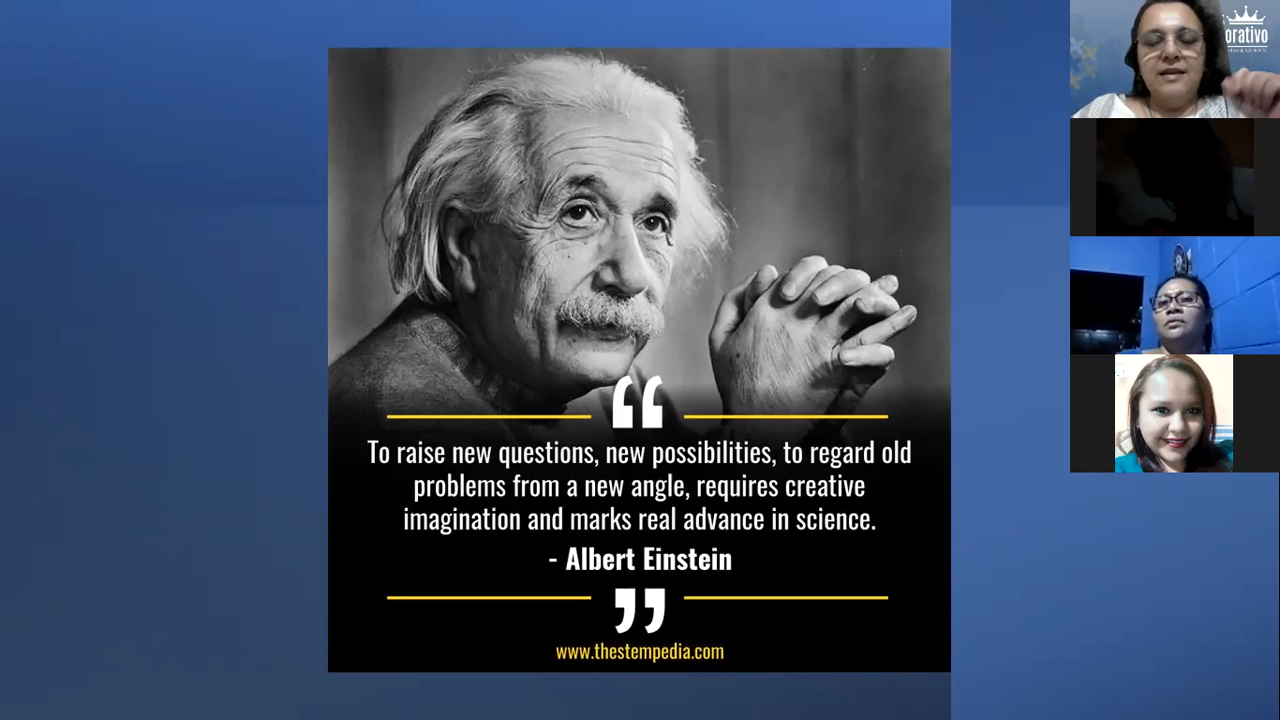 “
To raise new questions, new possibilities, to regard old
problems from a new angle, requires creative
imagination and marks real advance in science.
- Albert Einstein
”
www.thestempedia.com
orativo